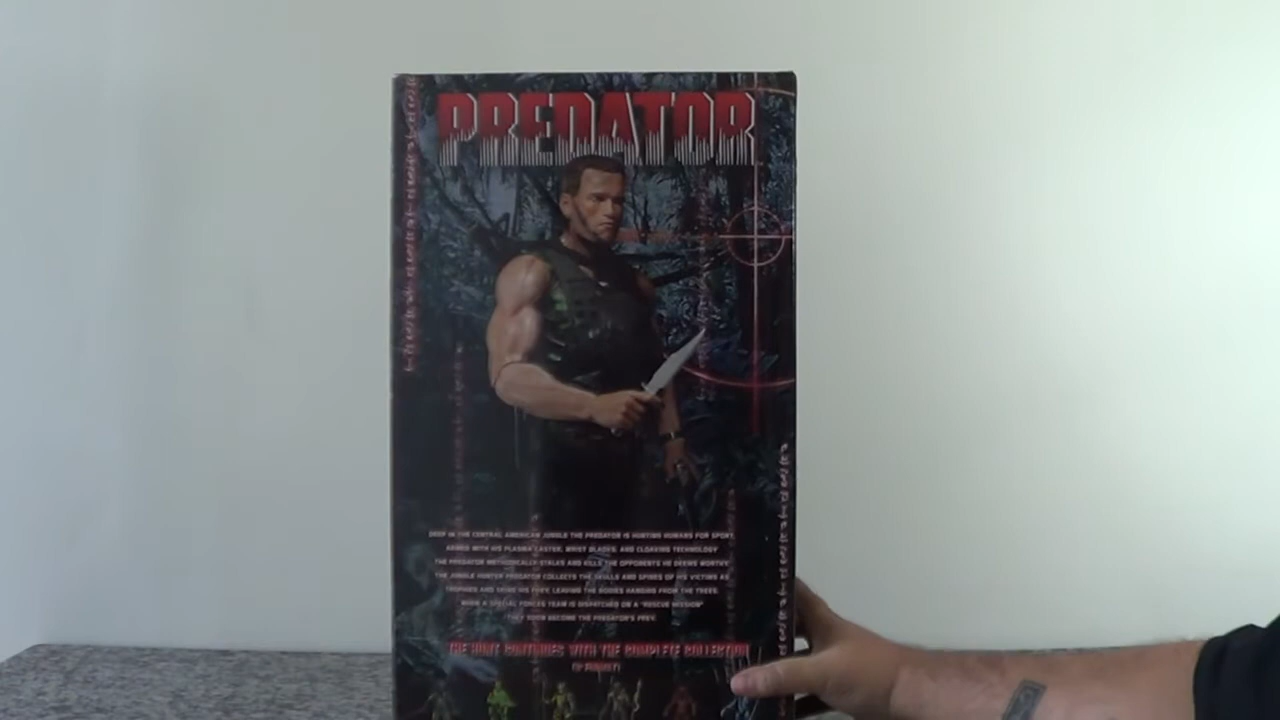 PREDATOR
DEEP IN THE CENTRAL AMERICAN JUNGLE THE PREDATOR IS HUNTING HUMANS FOR SPORT.
ARMED WITH HIS PLASMA CASTER, WRIST BLADES, AND CLOAKING TECHNOLOGY
THE PREDATOR METHODICALLY STALKS AND KILLS THE OPPONENTS HE DEEMS WORTHY.
THE JUNGLE HUNTER PREDATOR COLLECTS THE SKULLS AND SPINES OF HIS VICTIMS AS
TROPHIES AND SKINS HIS PREY, LEAVING THE BODIES HANGING FROM THE TREES.
WHEN A SPECIAL FORCES TEAM IS DISPATCHED ON A "RESCUE MISSION"
THEY SOON BECOME THE PREDATOR'S PREY.
THE HUNT CONTINUES WITH THE COMPLETE COLLECTION